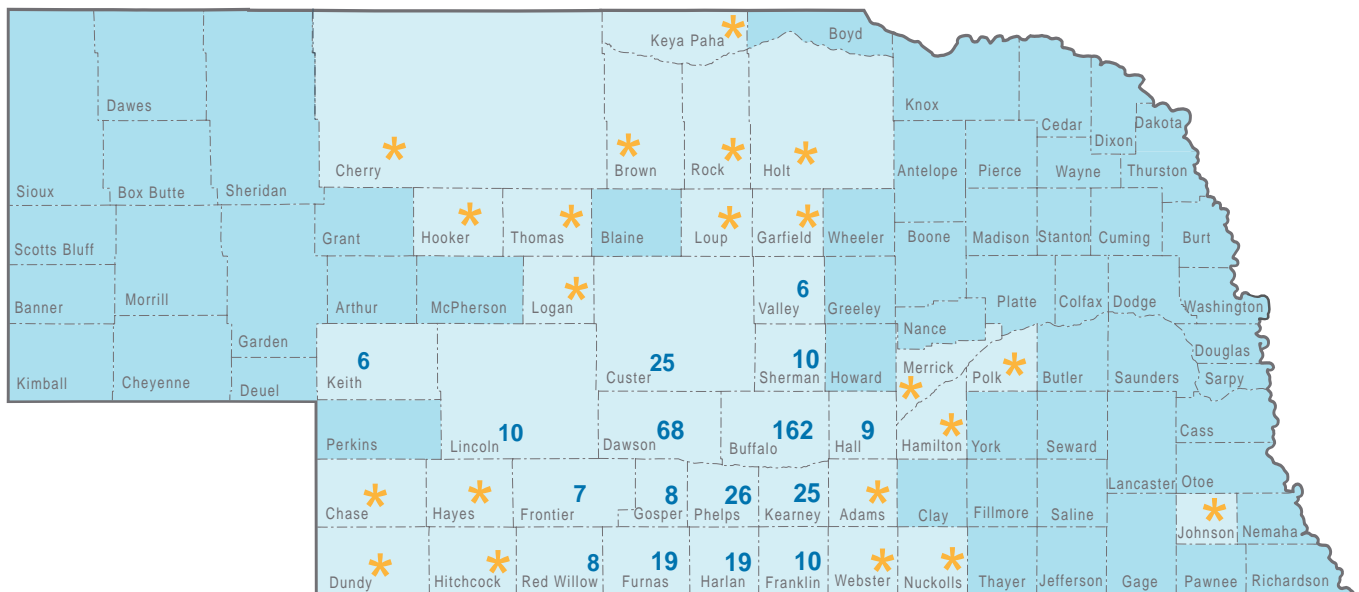 Keya Paha *
Boyd
Dawes
Knox
Cedar
Dakota
Dixon
Cherry *
Brown *
Rock *
Holt *
Antelope
Pierce
Wayne
Thurston
Sioux
Box Butte
Sheridan
Scotts Bluff
Grant
Hooker *
Thomas *
Blaine
Loup *
Garfield *
Wheeler
Boone
Madison
Stanton
Cuming
Burt
Banner
Morrill
Arthur
McPherson
Logan *
Valley 6
Greeley
Nance
Platte
Colfax
Dodge
Washington
Garden
Kimball
Cheyenne
Deuel
Keith 6
Custer 25
Sherman 10
Howard
Merrick *
Polk *
Butler
Saunders
Douglas
Sarpy
Perkins
Lincoln 10
Dawson 68
Buffalo 162
Hall 9
Hamilton *
York
Seward
Cass
Chase *
Hayes *
Frontier 7
Gosper 8
Phelps 26
Kearney 25
Adams *
Clay
Fillmore
Saline
Lancaster
Otoe
Johnson *
Nemaha
Dundy *
Hitchcock *
Red Willow 8
Furnas 19
Harlan 19
Franklin 10
Webster *
Nuckolls *
Thayer
Jefferson
Gage
Pawnee
Richardson